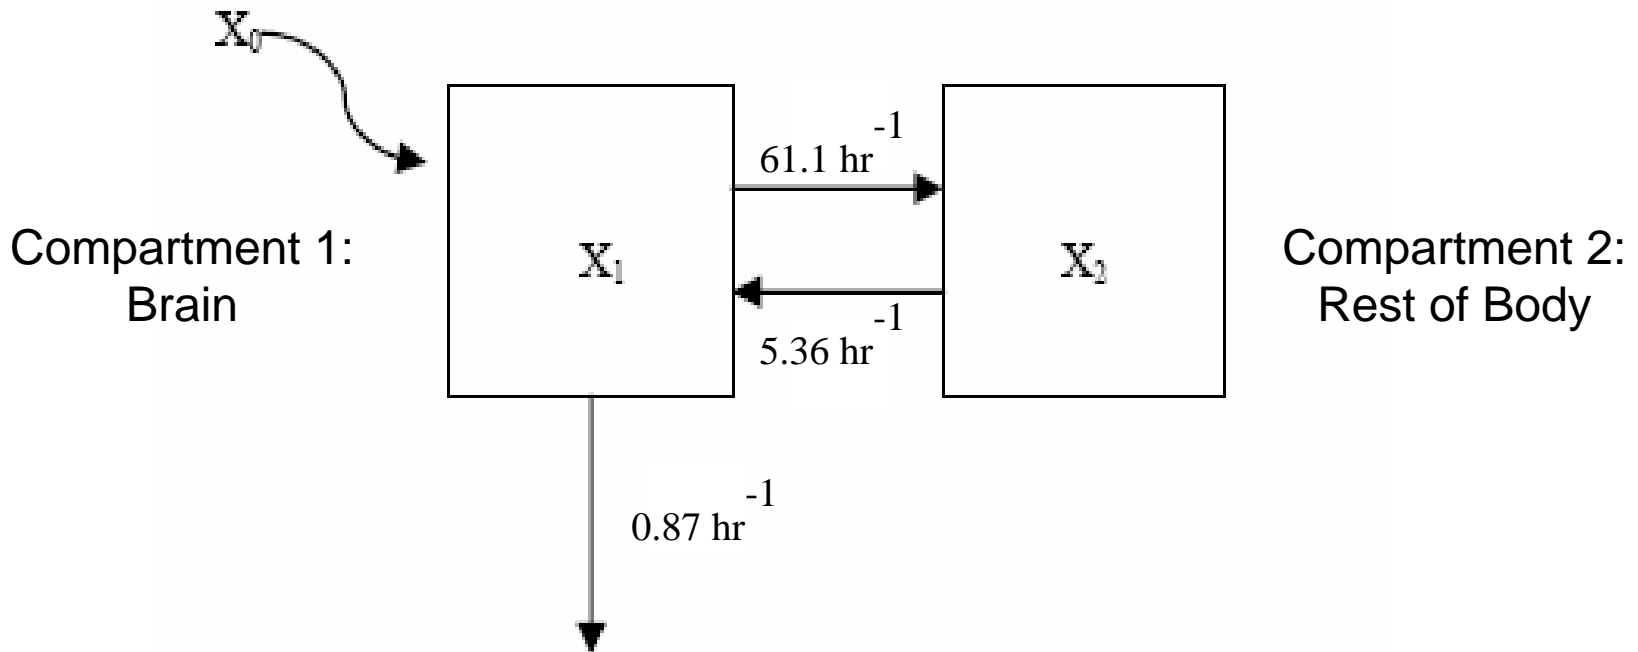 X₀
61.1 hr⁻¹
Compartment 1:
Brain
X₁
X₂
Compartment 2:
Rest of Body
5.36 hr⁻¹
0.87 hr⁻¹